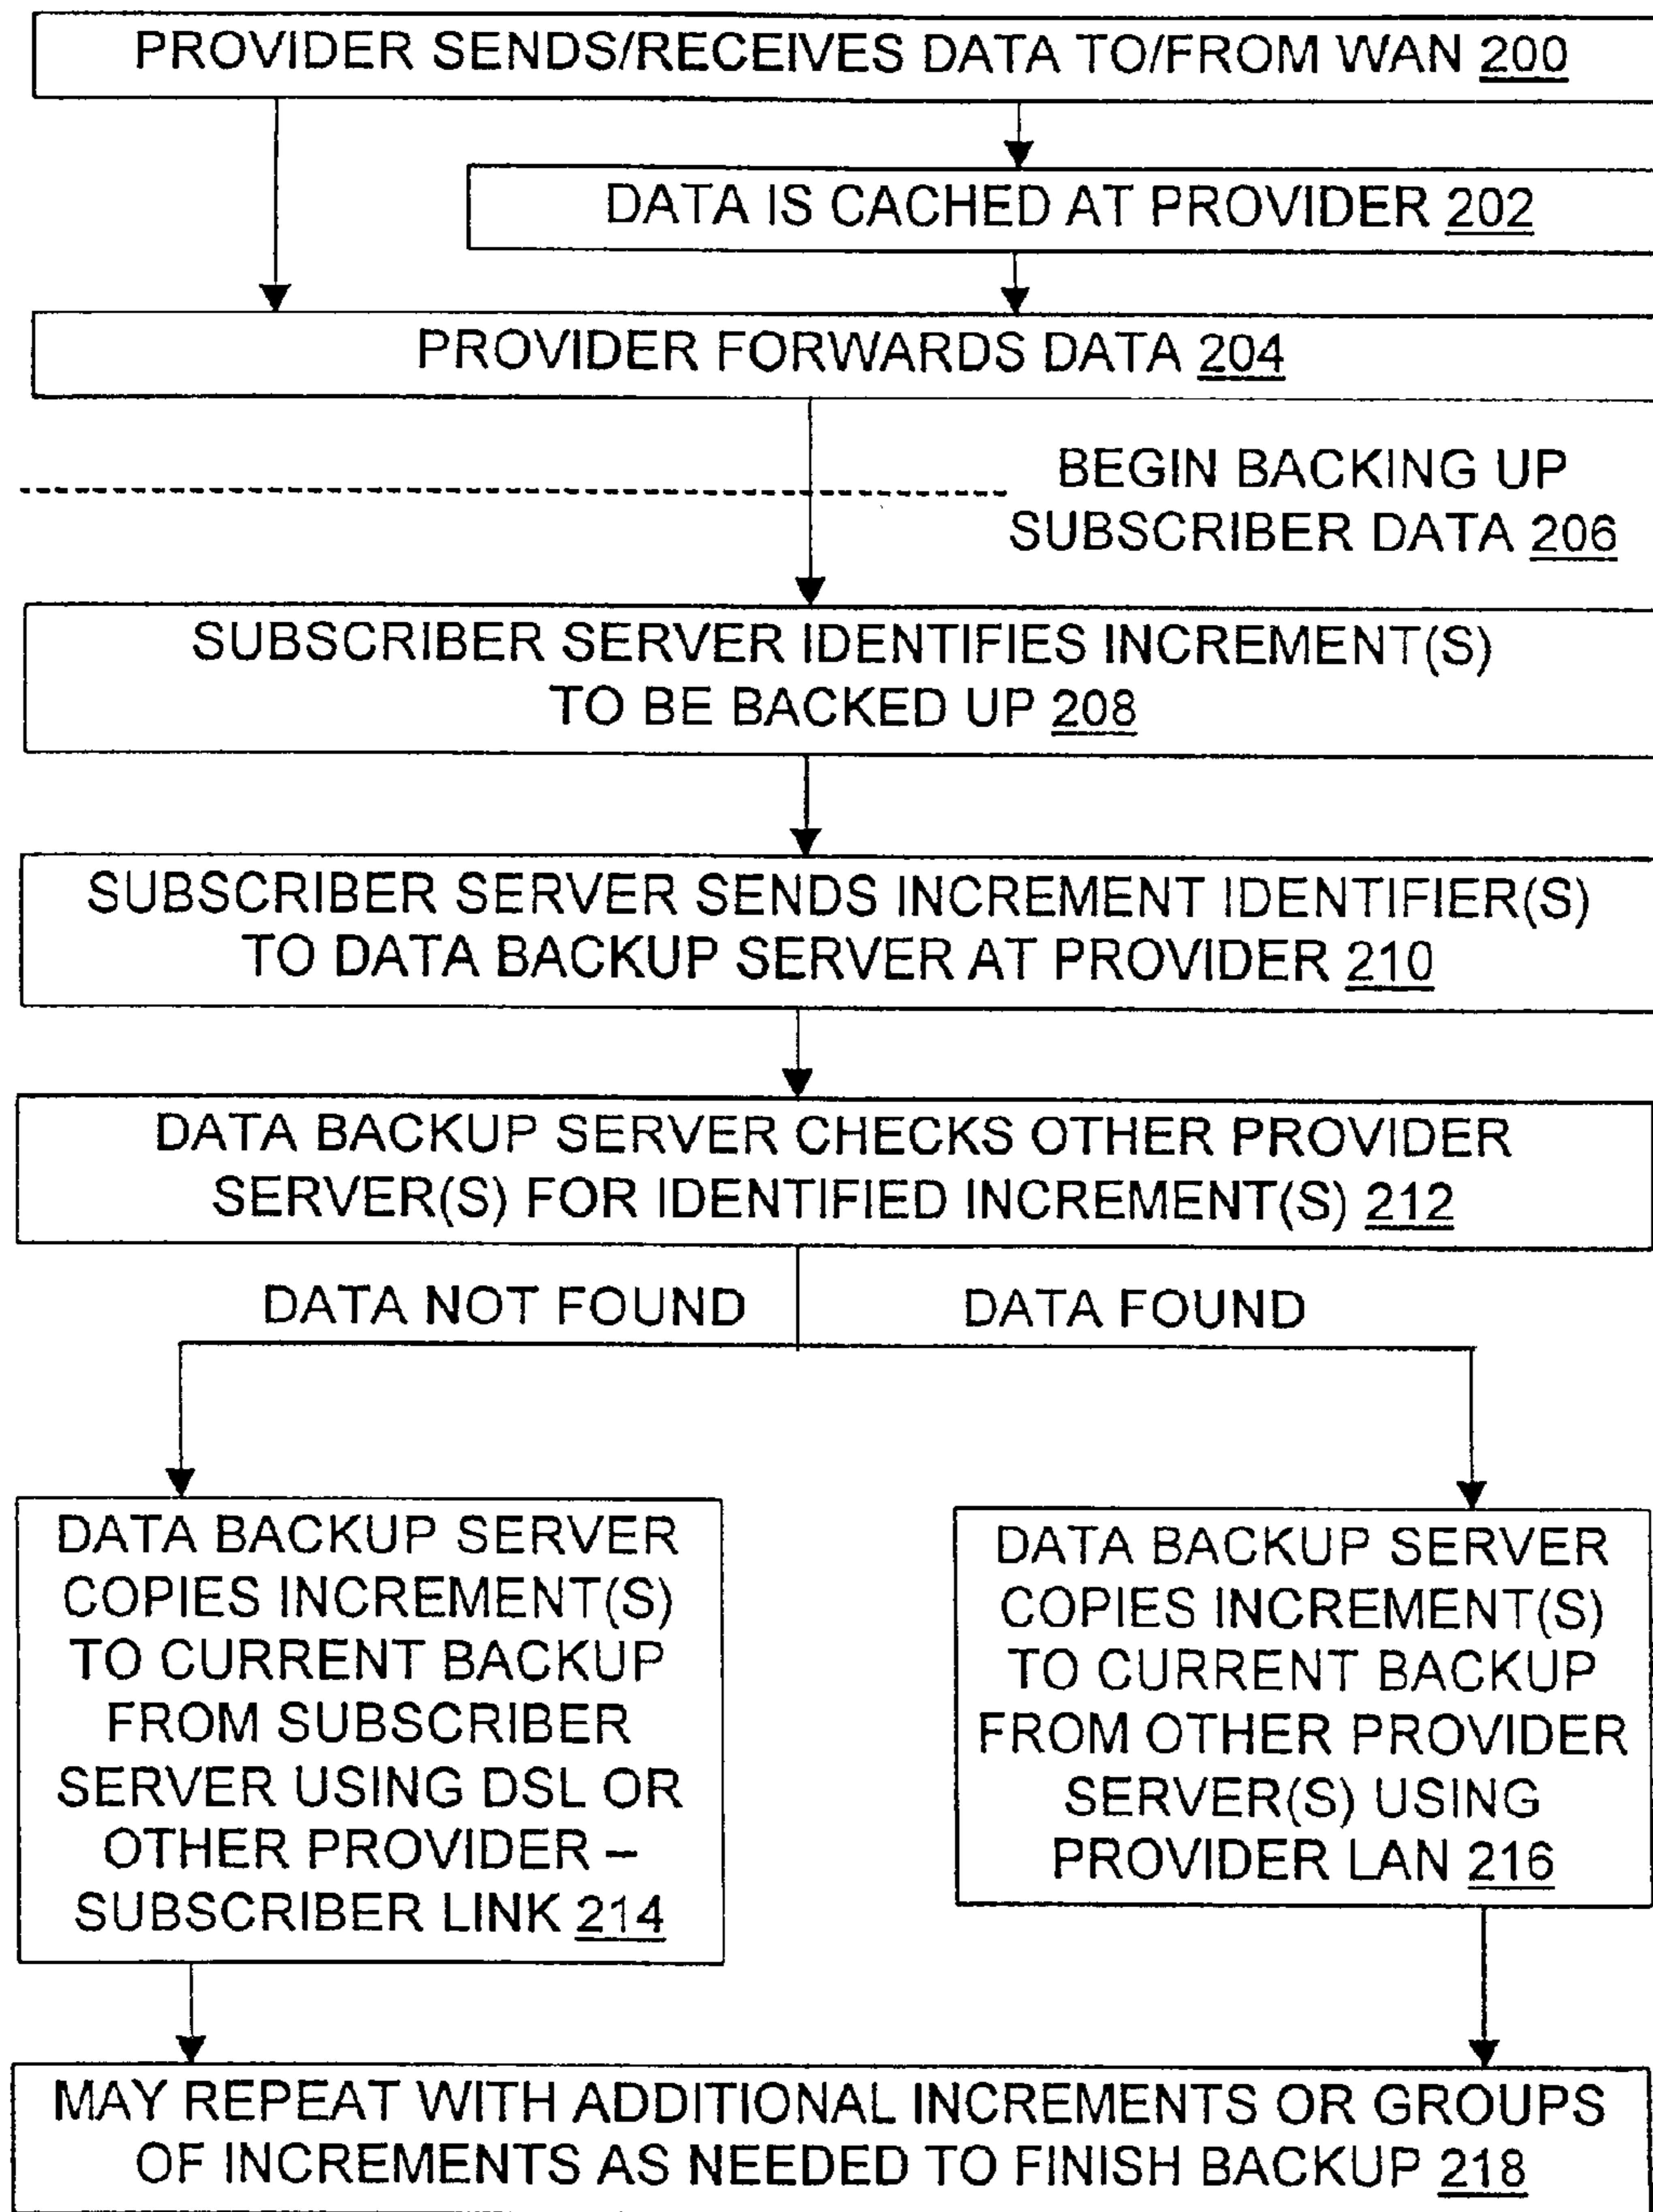 PROVIDER SENDS/RECEIVES DATA TO/FROM WAN 200
DATA IS CACHED AT PROVIDER 202
PROVIDER FORWARDS DATA 204
BEGIN BACKING UP
SUBSCRIBER DATA 206
SUBSCRIBER SERVER IDENTIFIES INCREMENT(S)
TO BE BACKED UP 208
SUBSCRIBER SERVER SENDS INCREMENT IDENTIFIER(S)
TO DATA BACKUP SERVER AT PROVIDER 210
DATA BACKUP SERVER CHECKS OTHER PROVIDER
SERVER(S) FOR IDENTIFIED INCREMENT(S) 212
DATA NOT FOUND
DATA FOUND
DATA BACKUP SERVER
COPIES INCREMENT(S)
TO CURRENT BACKUP
FROM SUBSCRIBER
SERVER USING DSL OR
OTHER PROVIDER –
SUBSCRIBER LINK 214
DATA BACKUP SERVER
COPIES INCREMENT(S)
TO CURRENT BACKUP
FROM OTHER PROVIDER
SERVER(S) USING
PROVIDER LAN 216
MAY REPEAT WITH ADDITIONAL INCREMENTS OR GROUPS
OF INCREMENTS AS NEEDED TO FINISH BACKUP 218